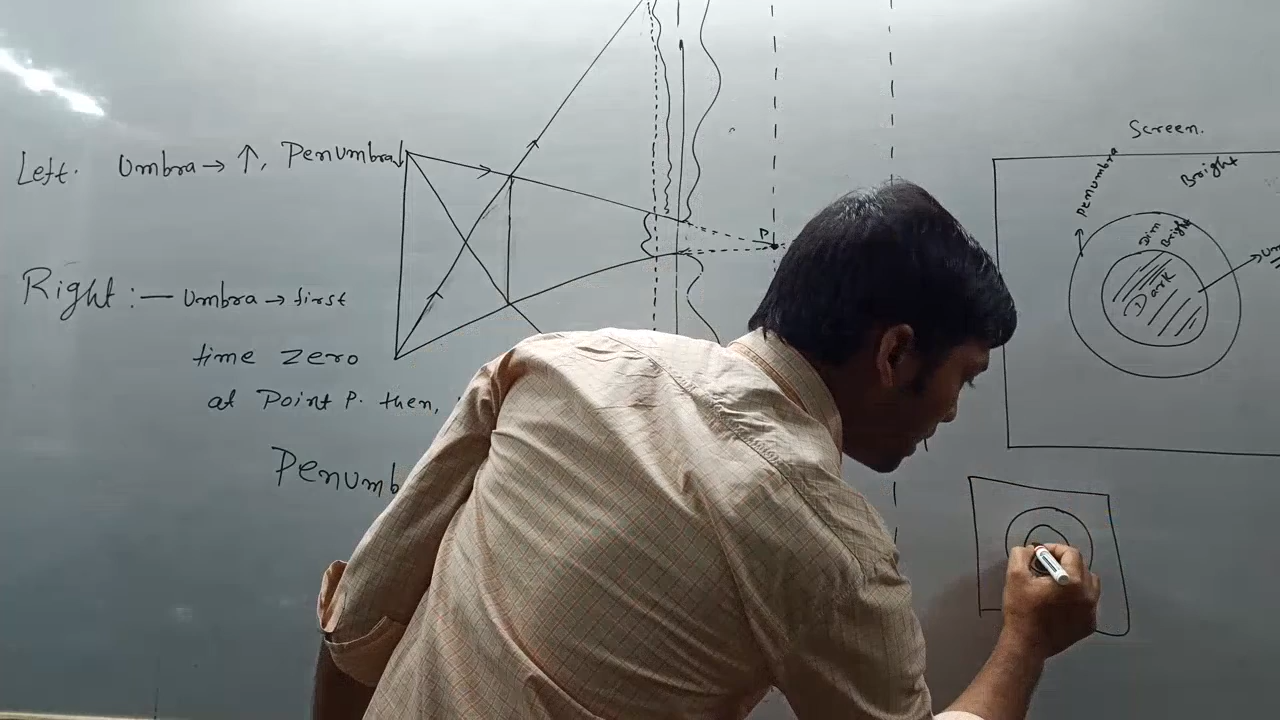 Left. Umbra → ↑, Penumbra↓
Right :— Umbra → first
time zero
at Point P. then,
Penumb
P
Screen.
Penumbra
Bright
Dim
Bright
Dark